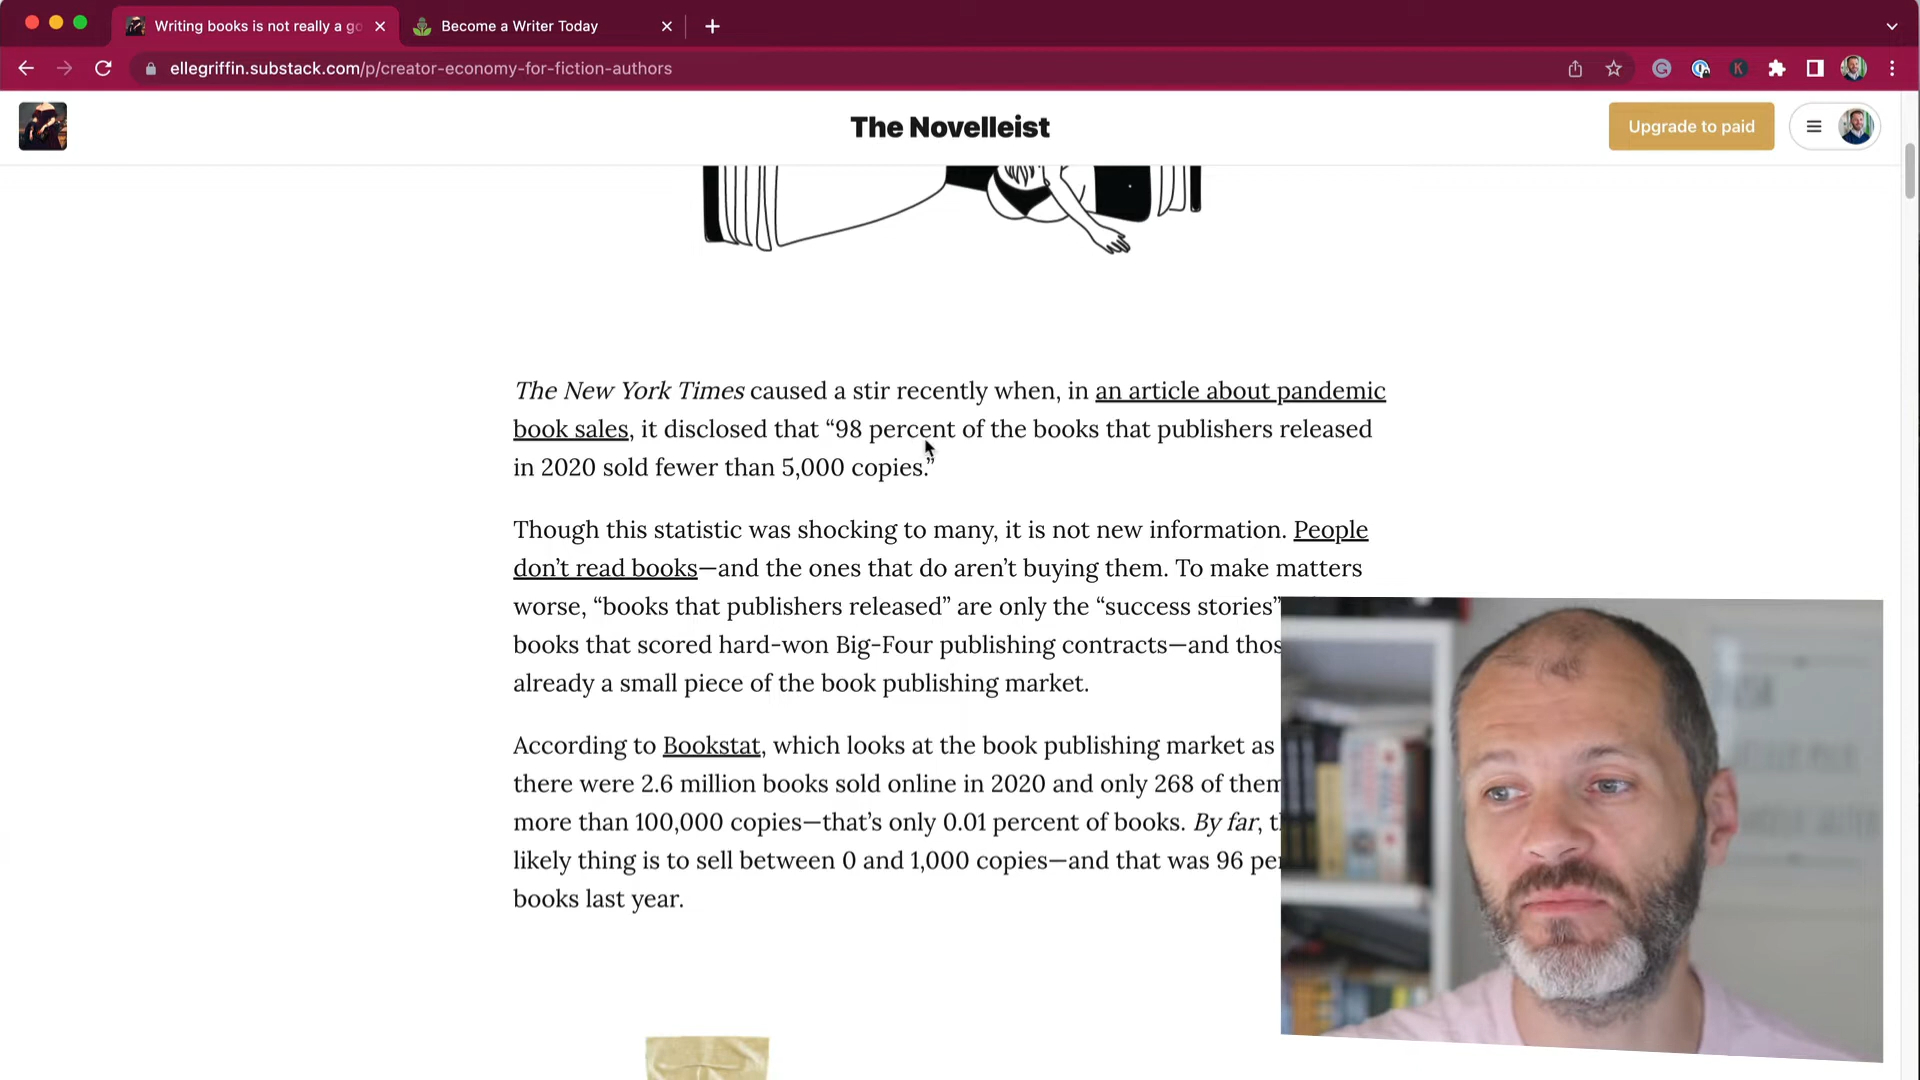 Writing books is not really a go
Become a Writer Today
ellegriffin.substack.com/p/creator-economy-for-fiction-authors
The Novelleist
Upgrade to paid
The New York Times caused a stir recently when, in an article about pandemic
book sales, it disclosed that “98 percent of the books that publishers released
in 2020 sold fewer than 5,000 copies.”
Though this statistic was shocking to many, it is not new information. People
don’t read books—and the ones that do aren’t buying them. To make matters
worse, “books that publishers released” are only the “success stories”
books that scored hard-won Big-Four publishing contracts—and
already a small piece of the book publishing market.
According to Bookstat, which looks at the book publishing market as
there were 2.6 million books sold online in 2020 and only 268 of them
more than 100,000 copies—that’s only 0.01 percent of books. By far,
likely thing is to sell between 0 and 1,000 copies—and that was 96
books last year.